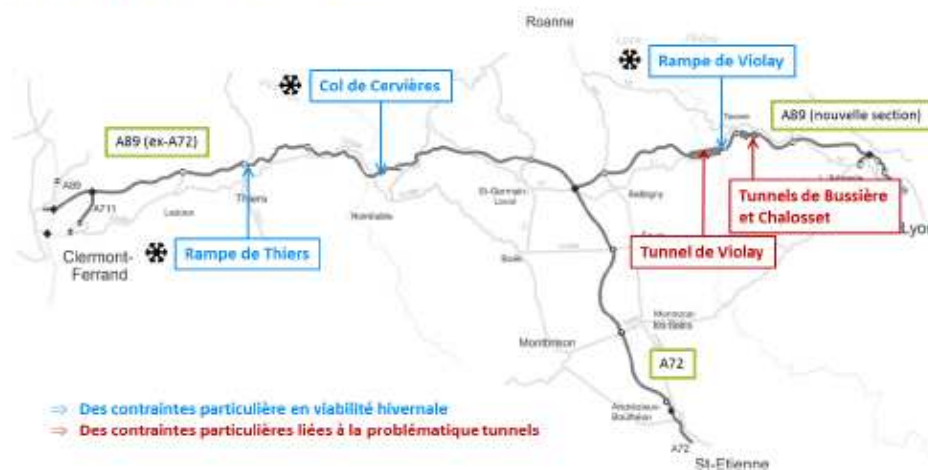 Roanne
Rampe de Violay
Col de Cervières
A89 (ex-A72)
A89 (nouvelle section)
A89
A711
Thiers
Noirétable
St-Germain
Laval
Balbigny
Tunnels de Bussière
et Chalosset
Lyon
Rampe de Thiers
Tunnel de Violay
Clermont-
Ferrand
Boën
Montrond
les-Bains
Montbrison
A72
Andrézieux-
Bouthéon
⇒ Des contraintes particulière en viabilité hivernale
⇒ Des contraintes particulières liées à la problématique tunnels
A72
St-Etienne